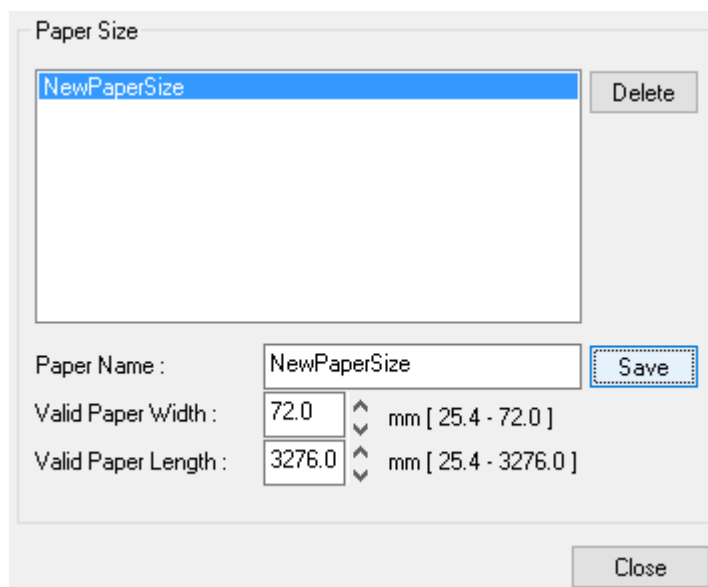 Paper Size
NewPaperSize
Delete
Paper Name : NewPaperSize Save
Valid Paper Width : 72.0 mm [ 25.4 - 72.0 ]
Valid Paper Length : 3276.0 mm [ 25.4 - 3276.0 ]
Close